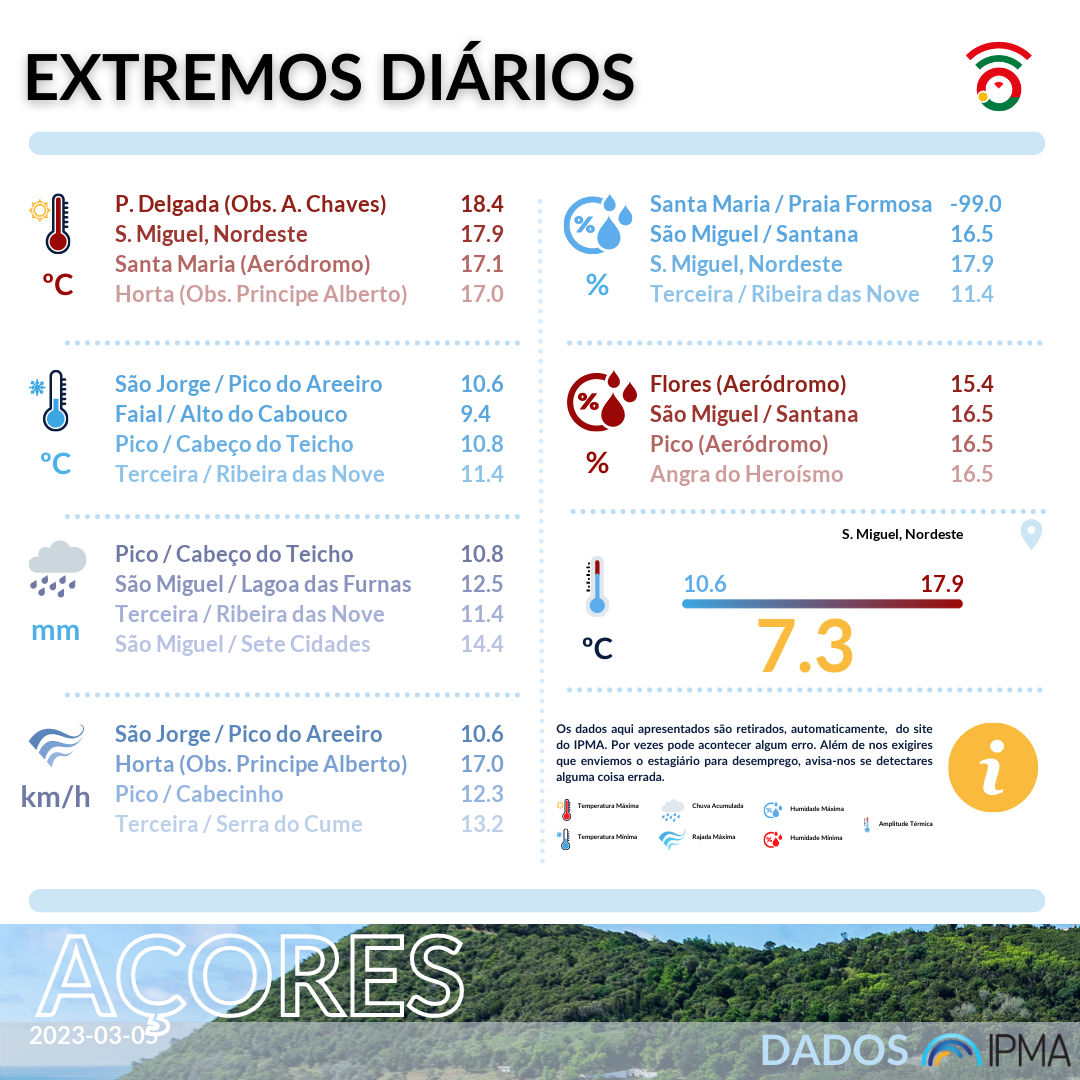 EXTREMOS DIÁRIOS
P. Delgada (Obs. A. Chaves) 18.4
S. Miguel, Nordeste 17.9
Santa Maria (Aeródromo) 17.1
Horta (Obs. Principe Alberto) 17.0
ºC
São Jorge / Pico do Areeiro 10.6
Faial / Alto do Cabouco 9.4
Pico / Cabeço do Teicho 10.8
Terceira / Ribeira das Nove 11.4
ºC
Pico / Cabeço do Teicho 10.8
São Miguel / Lagoa das Furnas 12.5
Terceira / Ribeira das Nove 11.4
São Miguel / Sete Cidades 14.4
mm
São Jorge / Pico do Areeiro 10.6
Horta (Obs. Principe Alberto) 17.0
Pico / Cabecinho 12.3
Terceira / Serra do Cume 13.2
km/h
%
Santa Maria / Praia Formosa -99.0
São Miguel / Santana 16.5
S. Miguel, Nordeste 17.9
Terceira / Ribeira das Nove 11.4
%
%
Flores (Aeródromo) 15.4
São Miguel / Santana 16.5
Pico (Aeródromo) 16.5
Angra do Heroísmo 16.5
%
S. Miguel, Nordeste
10.6 17.9
7.3
ºC
Os dados aqui apresentados são retirados, automaticamente, do site
do IPMA. Por vezes pode acontecer algum erro. Além de nos exigires
que enviemos o estagiário para desemprego, avisa-nos se detectares
alguma coisa errada.
i
Temperatura Máxima
Chuva Acumulada
Humidade Máxima
Amplitude Térmica
Temperatura Mínima
Rajada Máxima
Humidade Mínima
AÇORES
2023-03-05
DADOS IPMA